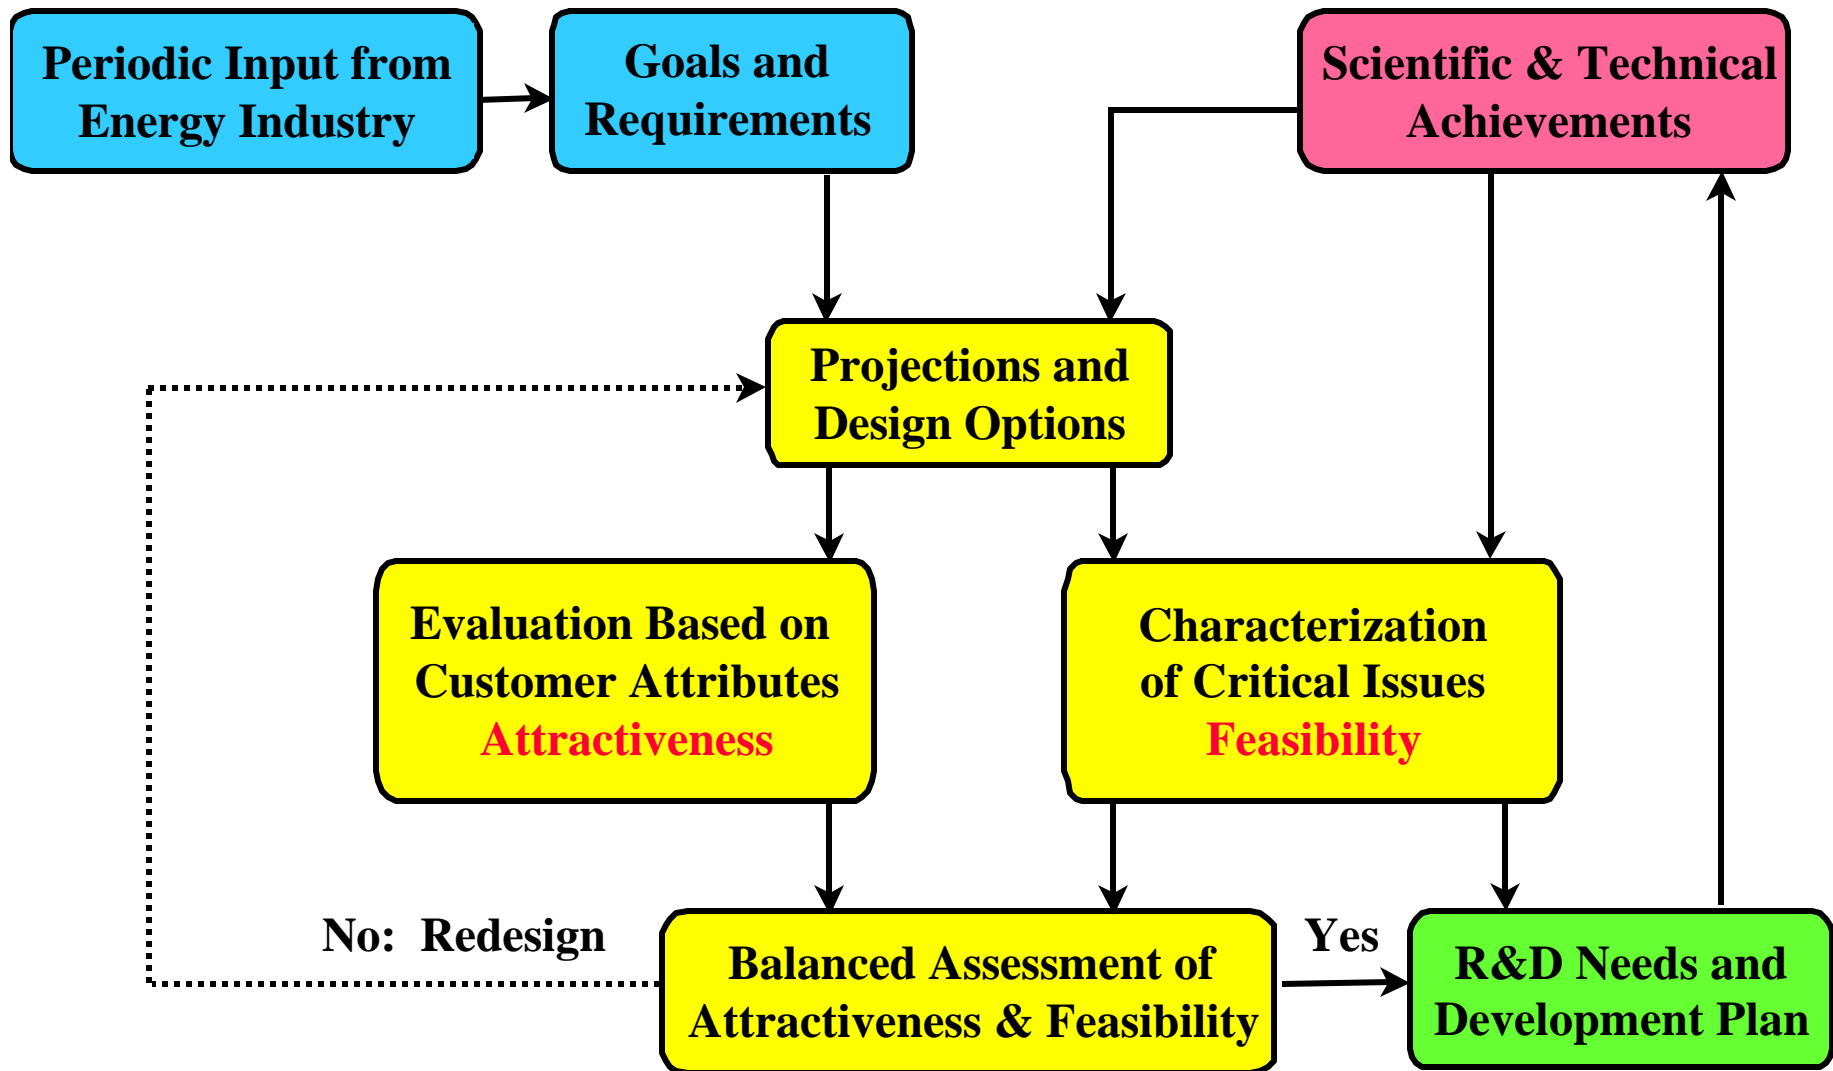 Periodic Input from
Energy Industry
Goals and
Requirements
Scientific & Technical
Achievements
Projections and
Design Options
Evaluation Based on
Customer Attributes
Attractiveness
Characterization
of Critical Issues
Feasibility
No: Redesign
Balanced Assessment of
Attractiveness & Feasibility
Yes
R&D Needs and
Development Plan